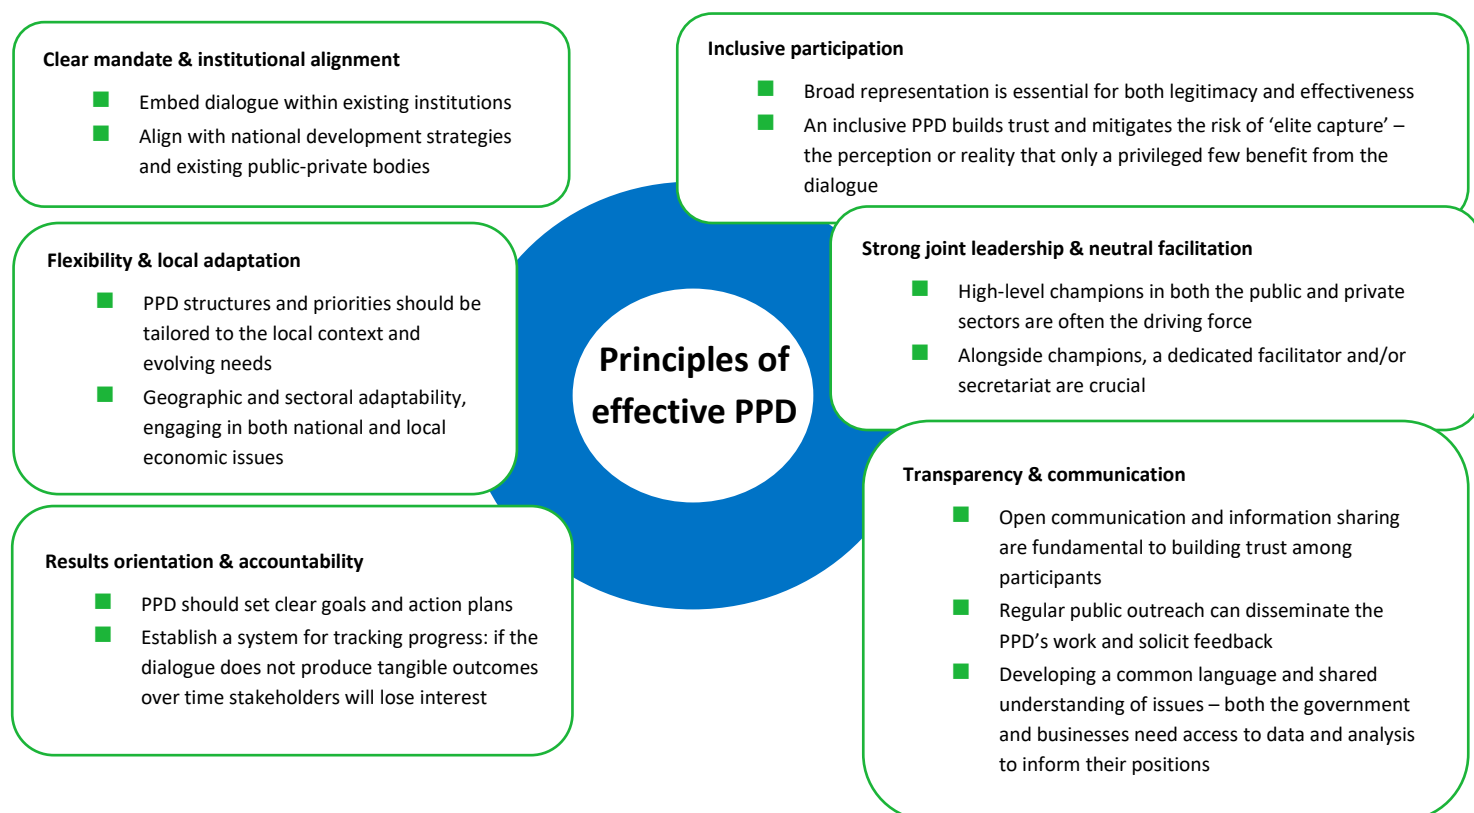 Clear mandate & institutional alignment
Embed dialogue within existing institutions
Align with national development strategies
and existing public-private bodies
Inclusive participation
Broad representation is essential for both legitimacy and effectiveness
An inclusive PPD builds trust and mitigates the risk of ‘elite capture’ –
the perception or reality that only a privileged few benefit from the
dialogue
Flexibility & local adaptation
PPD structures and priorities should be
tailored to the local context and
evolving needs
Geographic and sectoral adaptability,
engaging in both national and local
economic issues
Strong joint leadership & neutral facilitation
High-level champions in both the public and private
sectors are often the driving force
Alongside champions, a dedicated facilitator and/or
secretariat are crucial
Principles of
effective PPD
Results orientation & accountability
PPD should set clear goals and action plans
Establish a system for tracking progress: if the
dialogue does not produce tangible outcomes
over time stakeholders will lose interest
Transparency & communication
Open communication and information sharing
are fundamental to building trust among
participants
Regular public outreach can disseminate the
PPD’s work and solicit feedback
Developing a common language and shared
understanding of issues – both the government
and businesses need access to data and analysis
to inform their positions